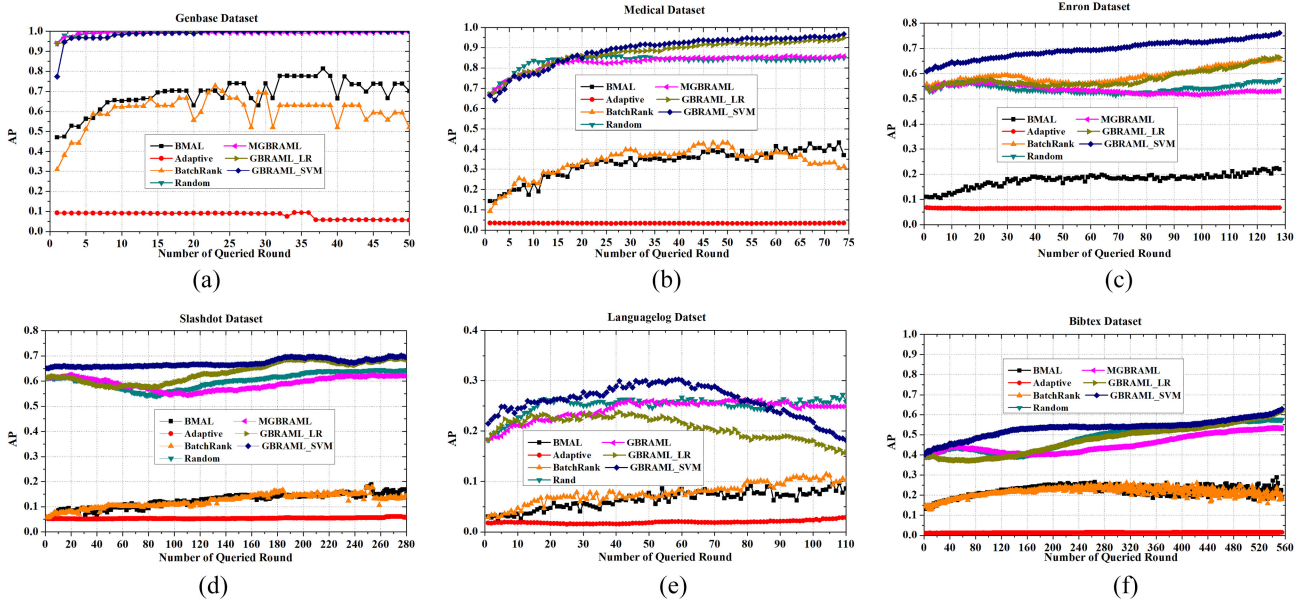 Genbase Dataset
1.0
0.9
0.8
0.7
0.6
0.5
0.4
0.3
0.2
0.1
0.0
AP
BMAL
MGBRAML
Adaptive
GBRAML_LR
BatchRank
GBRAML_SVM
Random
0 5 10 15 20 25 30 35 40 45 50
Number of Queried Round
(a)
Medical Dataset
1.0
0.9
0.8
0.7
0.6
0.5
0.4
0.3
0.2
0.1
0.0
AP
BMAL
MGBRAML
Adaptive
GBRAML_LR
BatchRank
GBRAML_SVM
Random
0 5 10 15 20 25 30 35 40 45 50 55 60 65 70 75
Number of Queried Round
(b)
Enron Dataset
0.8
0.7
0.6
0.5
0.4
0.3
0.2
0.1
0.0
AP
BMAL
MGBRAML
Adaptive
GBRAML_LR
BatchRank
GBRAML_SVM
Random
0 10 20 30 40 50 60 70 80 90 100 110 120 130
Number of Queried Round
(c)
Slashdot Dataset
0.8
0.7
0.6
0.5
0.4
0.3
0.2
0.1
0.0
AP
BMAL
MGBRAML
Adaptive
GBRAML_LR
BatchRank
GBRAML_SVM
Random
0 20 40 60 80 100 120 140 160 180 200 220 240 260 280
Number of Queried Round
(d)
Languagelog Datset
0.4
0.3
0.2
0.1
0.0
AP
BMAL
GBRAML
Adaptive
GBRAML_LR
BatchRank
GBRAML_SVM
Rand
0 10 20 30 40 50 60 70 80 90 100 110
Number of Queried Round
(e)
Bibtex Dataset
1.0
0.9
0.8
0.7
0.6
0.5
0.4
0.3
0.2
0.1
0.0
AP
BMAL
MGBRAML
Adaptive
GBRAML_LR
BatchRank
GBRAML_SVM
Random
0 40 80 120 160 200 240 280 320 360 400 440 480 520 560
Number of Queried Round
(f)